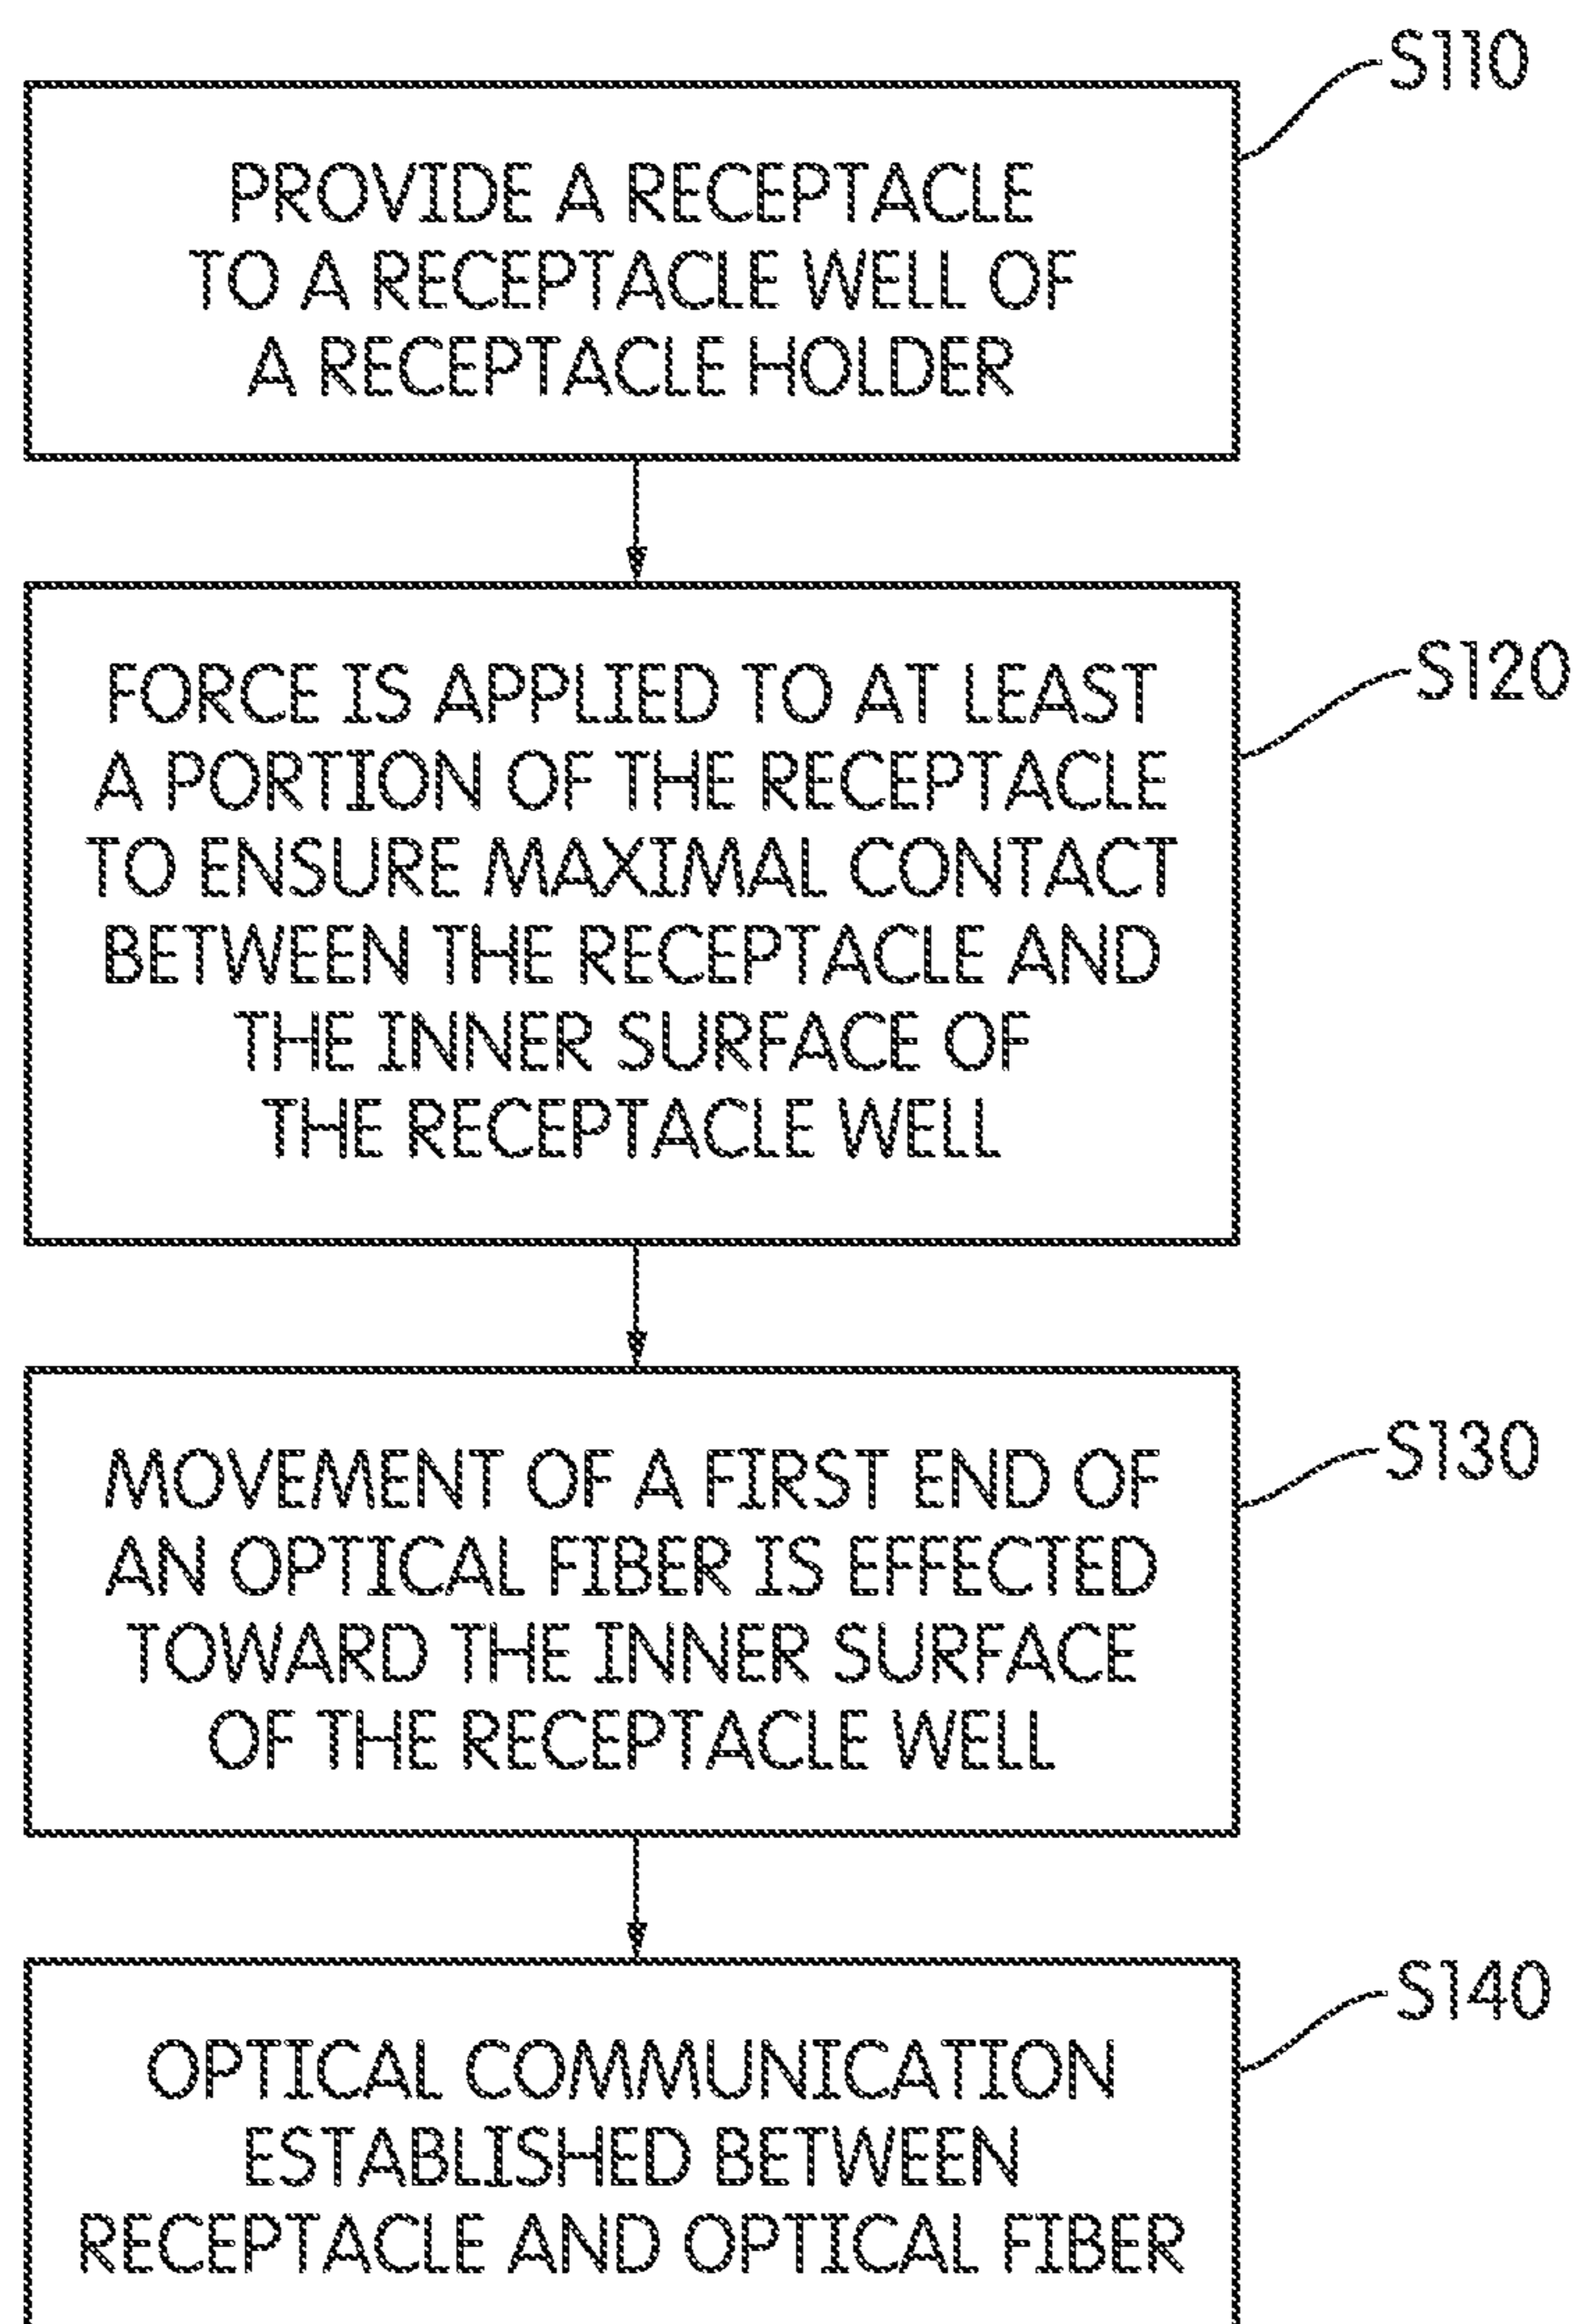 S110
PROVIDE A RECEPTACLE
TO A RECEPTACLE WELL OF
A RECEPTACLE HOLDER
S120
FORCE IS APPLIED TO AT LEAST
A PORTION OF THE RECEPTACLE
TO ENSURE MAXIMAL CONTACT
BETWEEN THE RECEPTACLE AND
THE INNER SURFACE OF
THE RECEPTACLE WELL
S130
MOVEMENT OF A FIRST END OF
AN OPTICAL FIBER IS EFFECTED
TOWARD THE INNER SURFACE
OF THE RECEPTACLE WELL
S140
OPTICAL COMMUNICATION
ESTABLISHED BETWEEN
RECEPTACLE AND OPTICAL FIBER